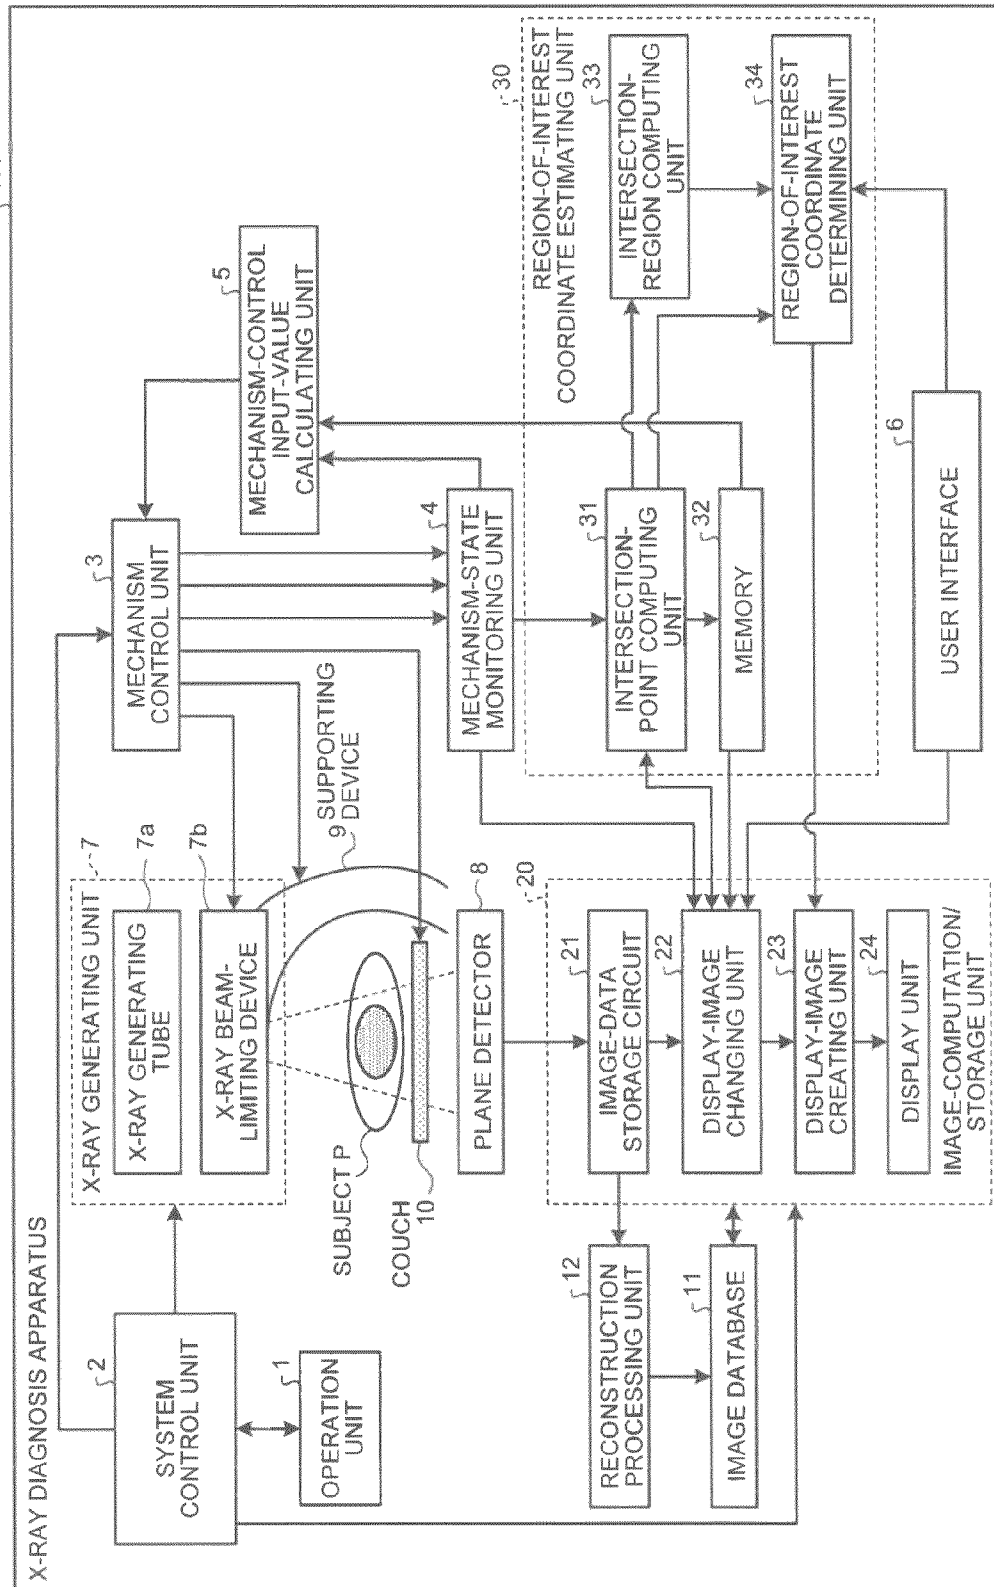 X-RAY DIAGNOSIS APPARATUS
2
SYSTEM
CONTROL UNIT
1
OPERATION
UNIT
X-RAY GENERATING UNIT
7
X-RAY GENERATING
TUBE
7a
X-RAY BEAM-
LIMITING DEVICE
7b
SUBJECT P
COUCH
10
9
SUPPORTING
DEVICE
PLANE DETECTOR
8
3
MECHANISM
CONTROL UNIT
4
MECHANISM-STATE
MONITORING UNIT
5
MECHANISM-CONTROL
INPUT-VALUE
CALCULATING UNIT
12
RECONSTRUCTION
PROCESSING UNIT
11
IMAGE DATABASE
20
21
IMAGE-DATA
STORAGE CIRCUIT
22
DISPLAY-IMAGE
CHANGING UNIT
23
DISPLAY-IMAGE
CREATING UNIT
24
DISPLAY UNIT
IMAGE-COMPUTATION/
STORAGE UNIT
30
REGION-OF-INTEREST
COORDINATE ESTIMATING UNIT
31
INTERSECTION-
POINT COMPUTING
UNIT
32
MEMORY
33
INTERSECTION-
REGION COMPUTING
UNIT
34
REGION-OF-INTEREST
COORDINATE
DETERMINING UNIT
6
USER INTERFACE